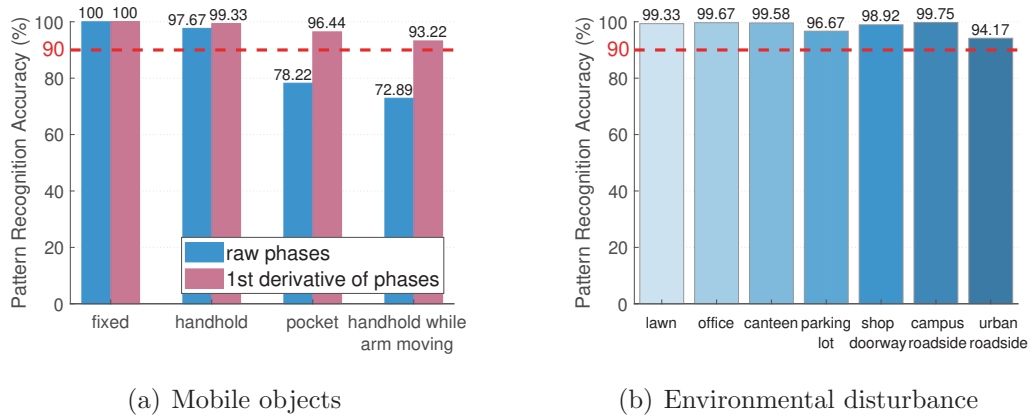 Pattern Recognition Accuracy (%)
100
90
80
60
40
20
0
100 100
97.67 99.33
78.22 96.44
72.89 93.22
raw phases
1st derivative of phases
fixed handhold pocket handhold while
arm moving
(a) Mobile objects
Pattern Recognition Accuracy (%)
100
90
80
60
40
20
0
99.33 99.67 99.58 96.67 98.92 99.75 94.17
lawn office canteen parking shop campus urban
lot doorway roadside roadside
(b) Environmental disturbance